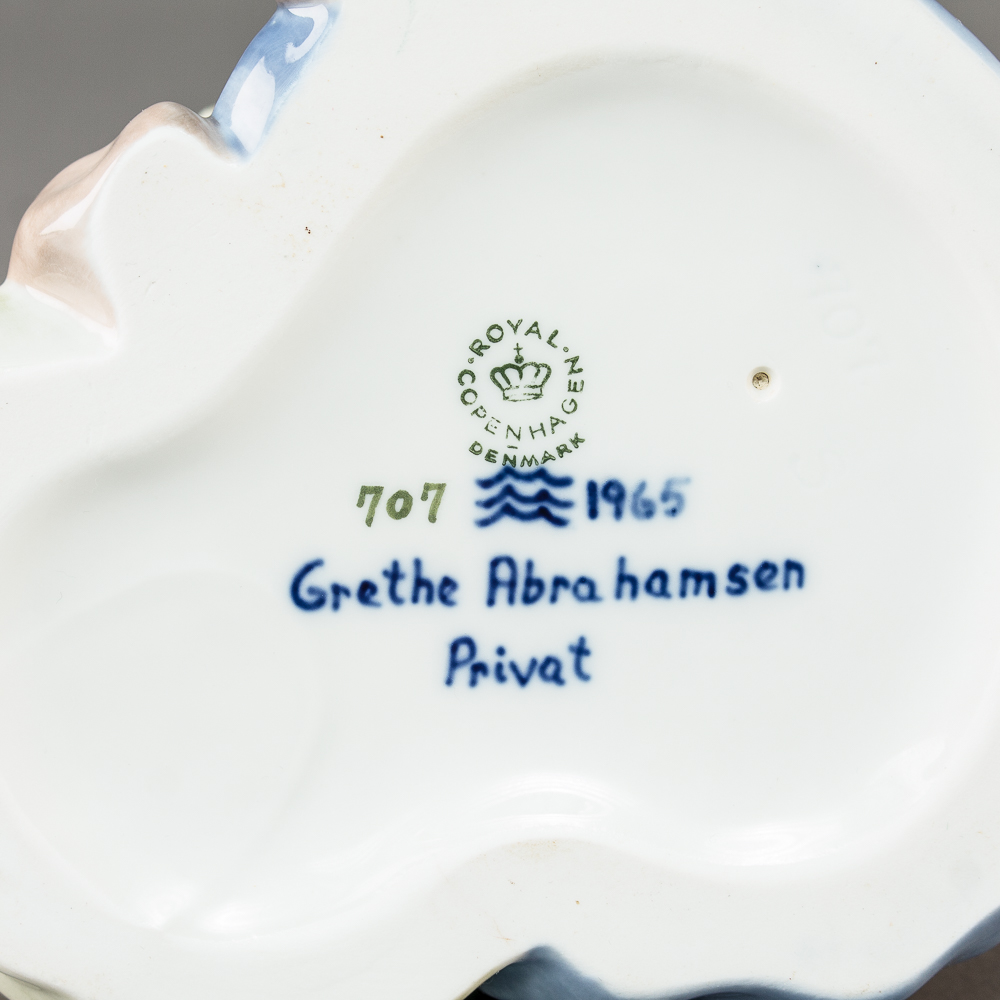 ROYAL
COPENHAGEN
DENMARK
707 1965
Grethe Abrahamsen
Privat